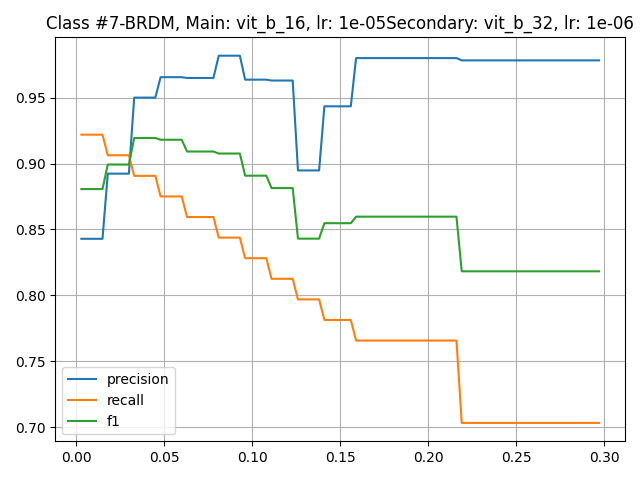 Class #7-BRDM, Main: vit_b_16, lr: 1e-05Secondary: vit_b_32, lr: 1e-06
0.95
0.90
0.85
0.80
0.75
0.70
precision
recall
f1
0.00 0.05 0.10 0.15 0.20 0.25 0.30